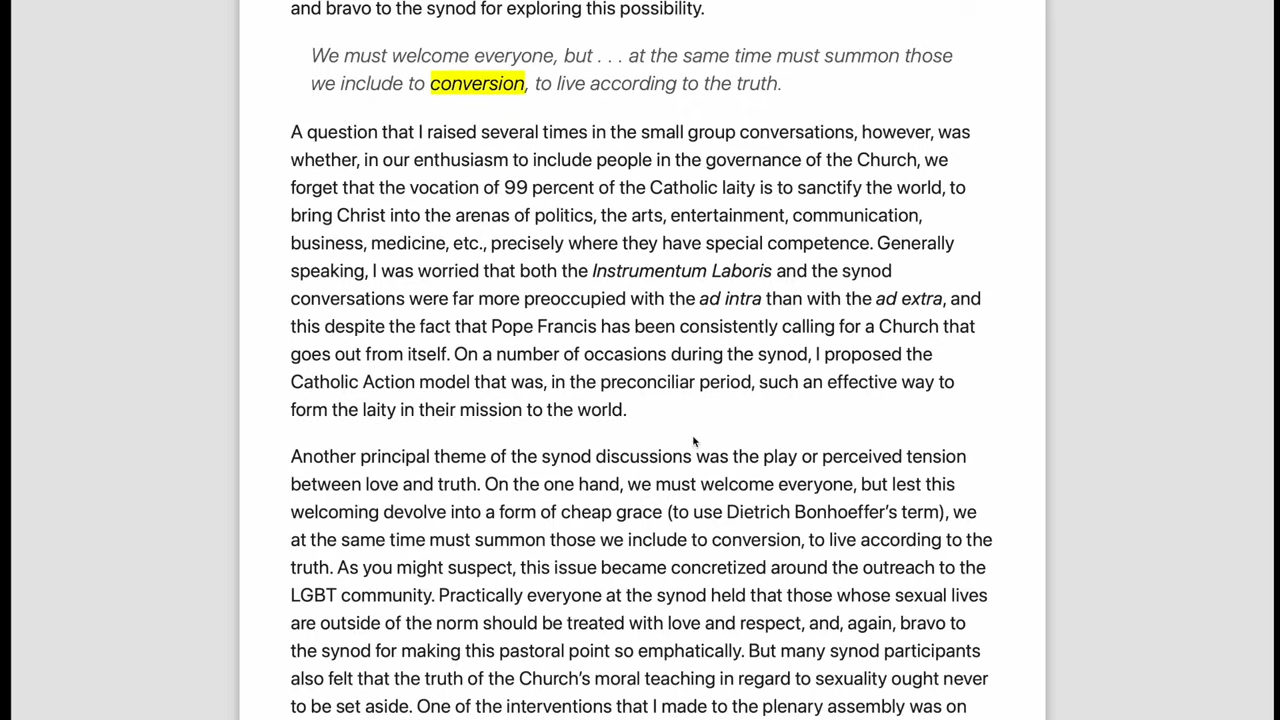 and bravo to the synod for exploring this possibility.
We must welcome everyone, but . . . at the same time must summon those
we include to conversion, to live according to the truth.
A question that I raised several times in the small group conversations, however, was
whether, in our enthusiasm to include people in the governance of the Church, we
forget that the vocation of 99 percent of the Catholic laity is to sanctify the world, to
bring Christ into the arenas of politics, the arts, entertainment, communication,
business, medicine, etc., precisely where they have special competence. Generally
speaking, I was worried that both the Instrumentum Laboris and the synod
conversations were far more preoccupied with the ad intra than with the ad extra, and
this despite the fact that Pope Francis has been consistently calling for a Church that
goes out from itself. On a number of occasions during the synod, I proposed the
Catholic Action model that was, in the preconciliar period, such an effective way to
form the laity in their mission to the world.
Another principal theme of the synod discussions was the play or perceived tension
between love and truth. On the one hand, we must welcome everyone, but lest this
welcoming devolve into a form of cheap grace (to use Dietrich Bonhoeffer’s term), we
at the same time must summon those we include to conversion, to live according to the
truth. As you might suspect, this issue became concretized around the outreach to the
LGBT community. Practically everyone at the synod held that those whose sexual lives
are outside of the norm should be treated with love and respect, and, again, bravo to
the synod for making this pastoral point so emphatically. But many synod participants
also felt that the truth of the Church’s moral teaching in regard to sexuality ought never
to be set aside. One of the interventions that I made to the plenary assembly was on